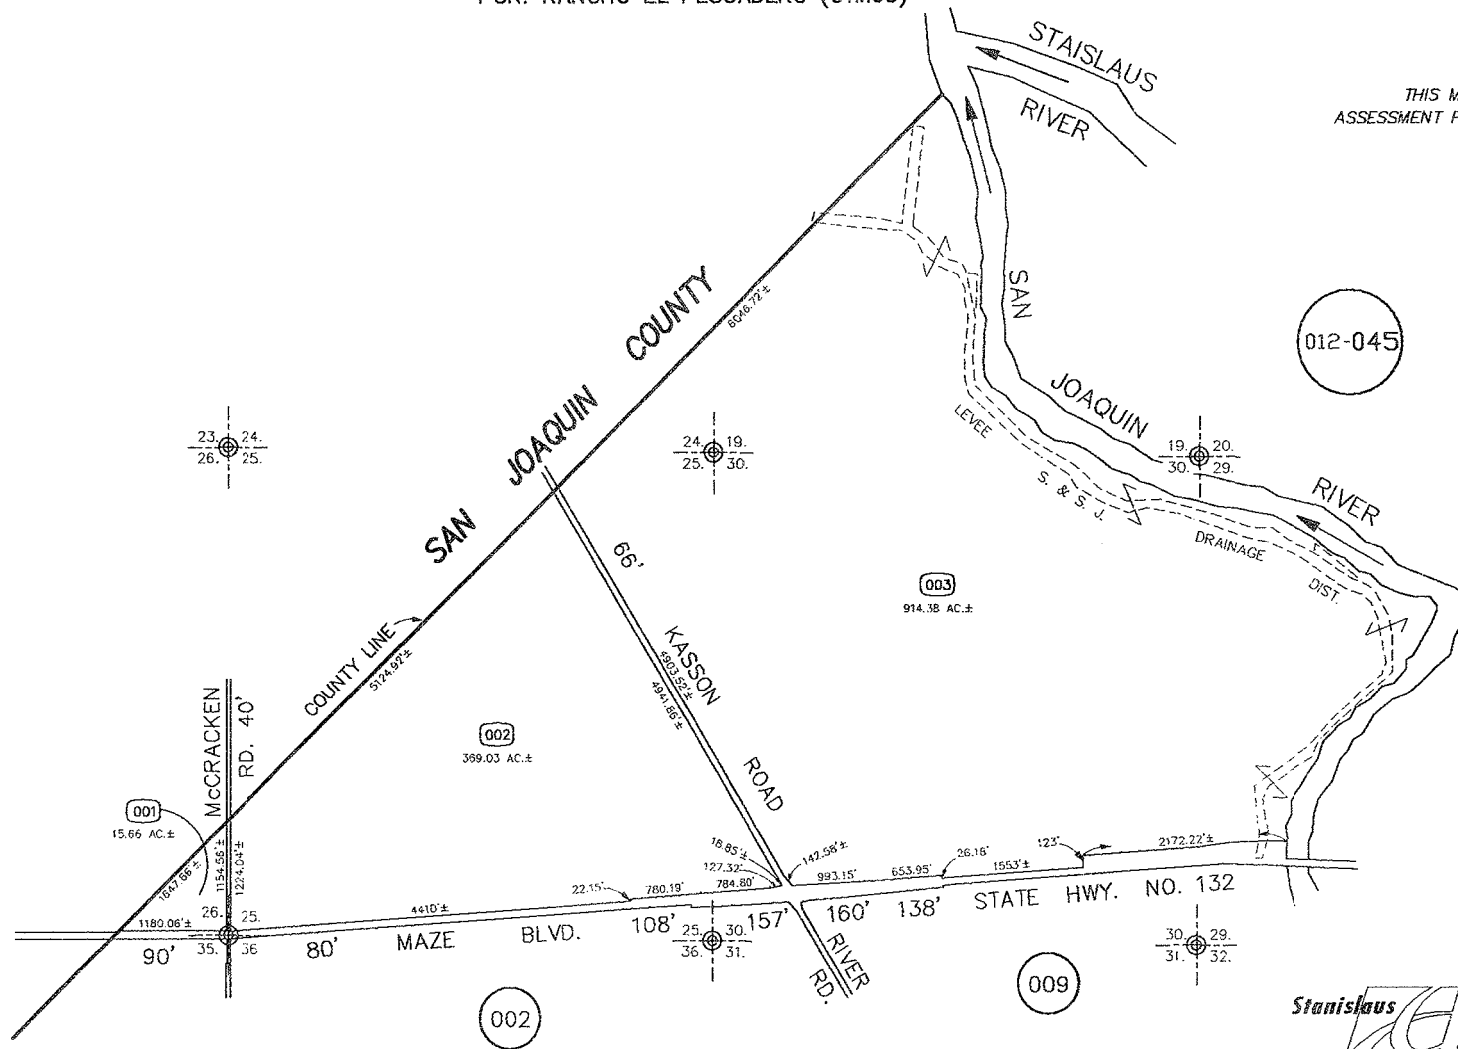 STAISLAUS
RIVER
THIS M
ASSESSMENT
012-045
SAN
JOAQUIN
RIVER
SAN JOAQUIN COUNTY
6046.72'±
23. 24.
26. 25.
24. 19.
25. 30.
19. 20.
30. 29.
LEVEE
S. & S. J.
DRAINAGE
DIST.
66'
KASSON
ROAD
4903.52'±
4941.86'±
003
914.38 AC.±
COUNTY LINE
5124.92'±
McCRACKEN
RD. 40'
002
369.03 AC.±
001
15.66 AC.±
1647.66'±
1154.56'±
1224.04'±
1180.06'±
26. 25.
35. 36
90'
80'
4410'±
MAZE BLVD.
22.15'
780.19'
108'
18.85'±
127.32'
784.80'
142.58'±
993.15'
653.95'
26.18'
1553'±
123'
2172.22'±
157'
160'
138'
STATE HWY. NO. 132
25. 30.
36. 31.
RIVER
RD.
30. 29.
31. 32.
002
009
Stanislaus